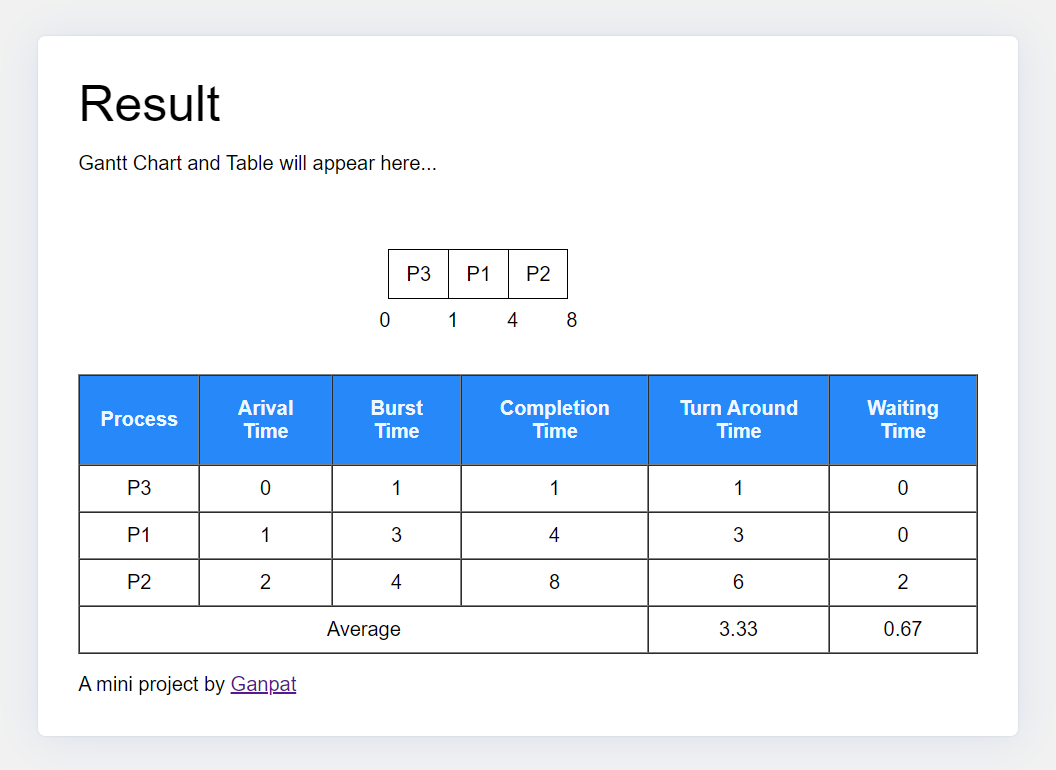 Result
Gantt Chart and Table will appear here...
P3 P1 P2
0 1 4 8
Process Arival Time Burst Time Completion Time Turn Around Time Waiting Time
P3 0 1 1 1 0
P1 1 3 4 3 0
P2 2 4 8 6 2
Average 3.33 0.67
A mini project by Ganpat